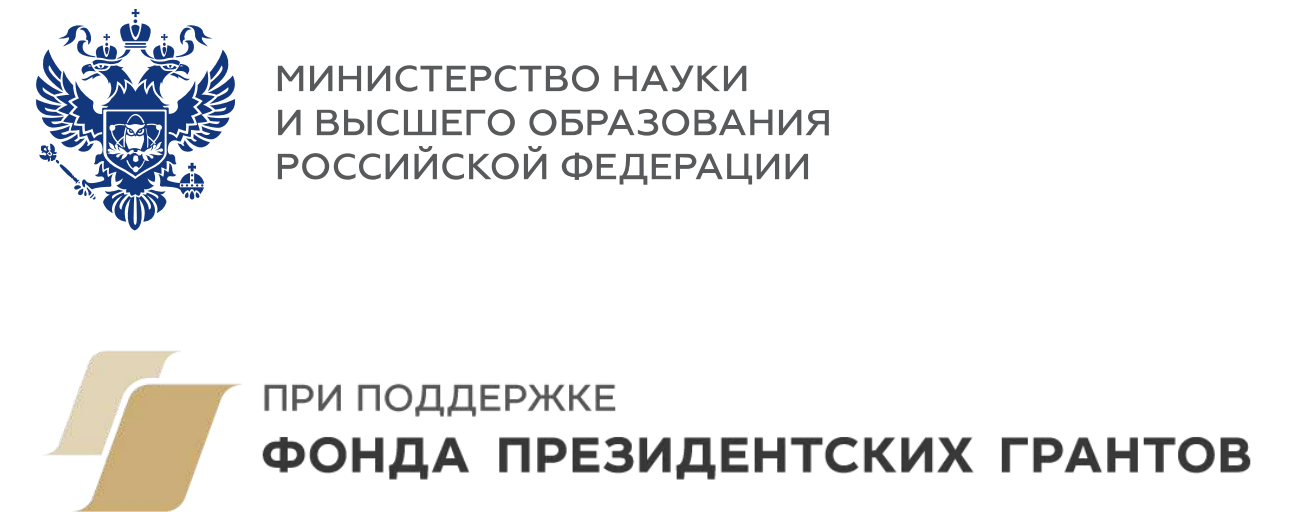 МИНИСТЕРСТВО НАУКИ
И ВЫСШЕГО ОБРАЗОВАНИЯ
РОССИЙСКОЙ ФЕДЕРАЦИИ
ПРИ ПОДДЕРЖКЕ
ФОНДА ПРЕЗИДЕНТСКИХ ГРАНТОВ